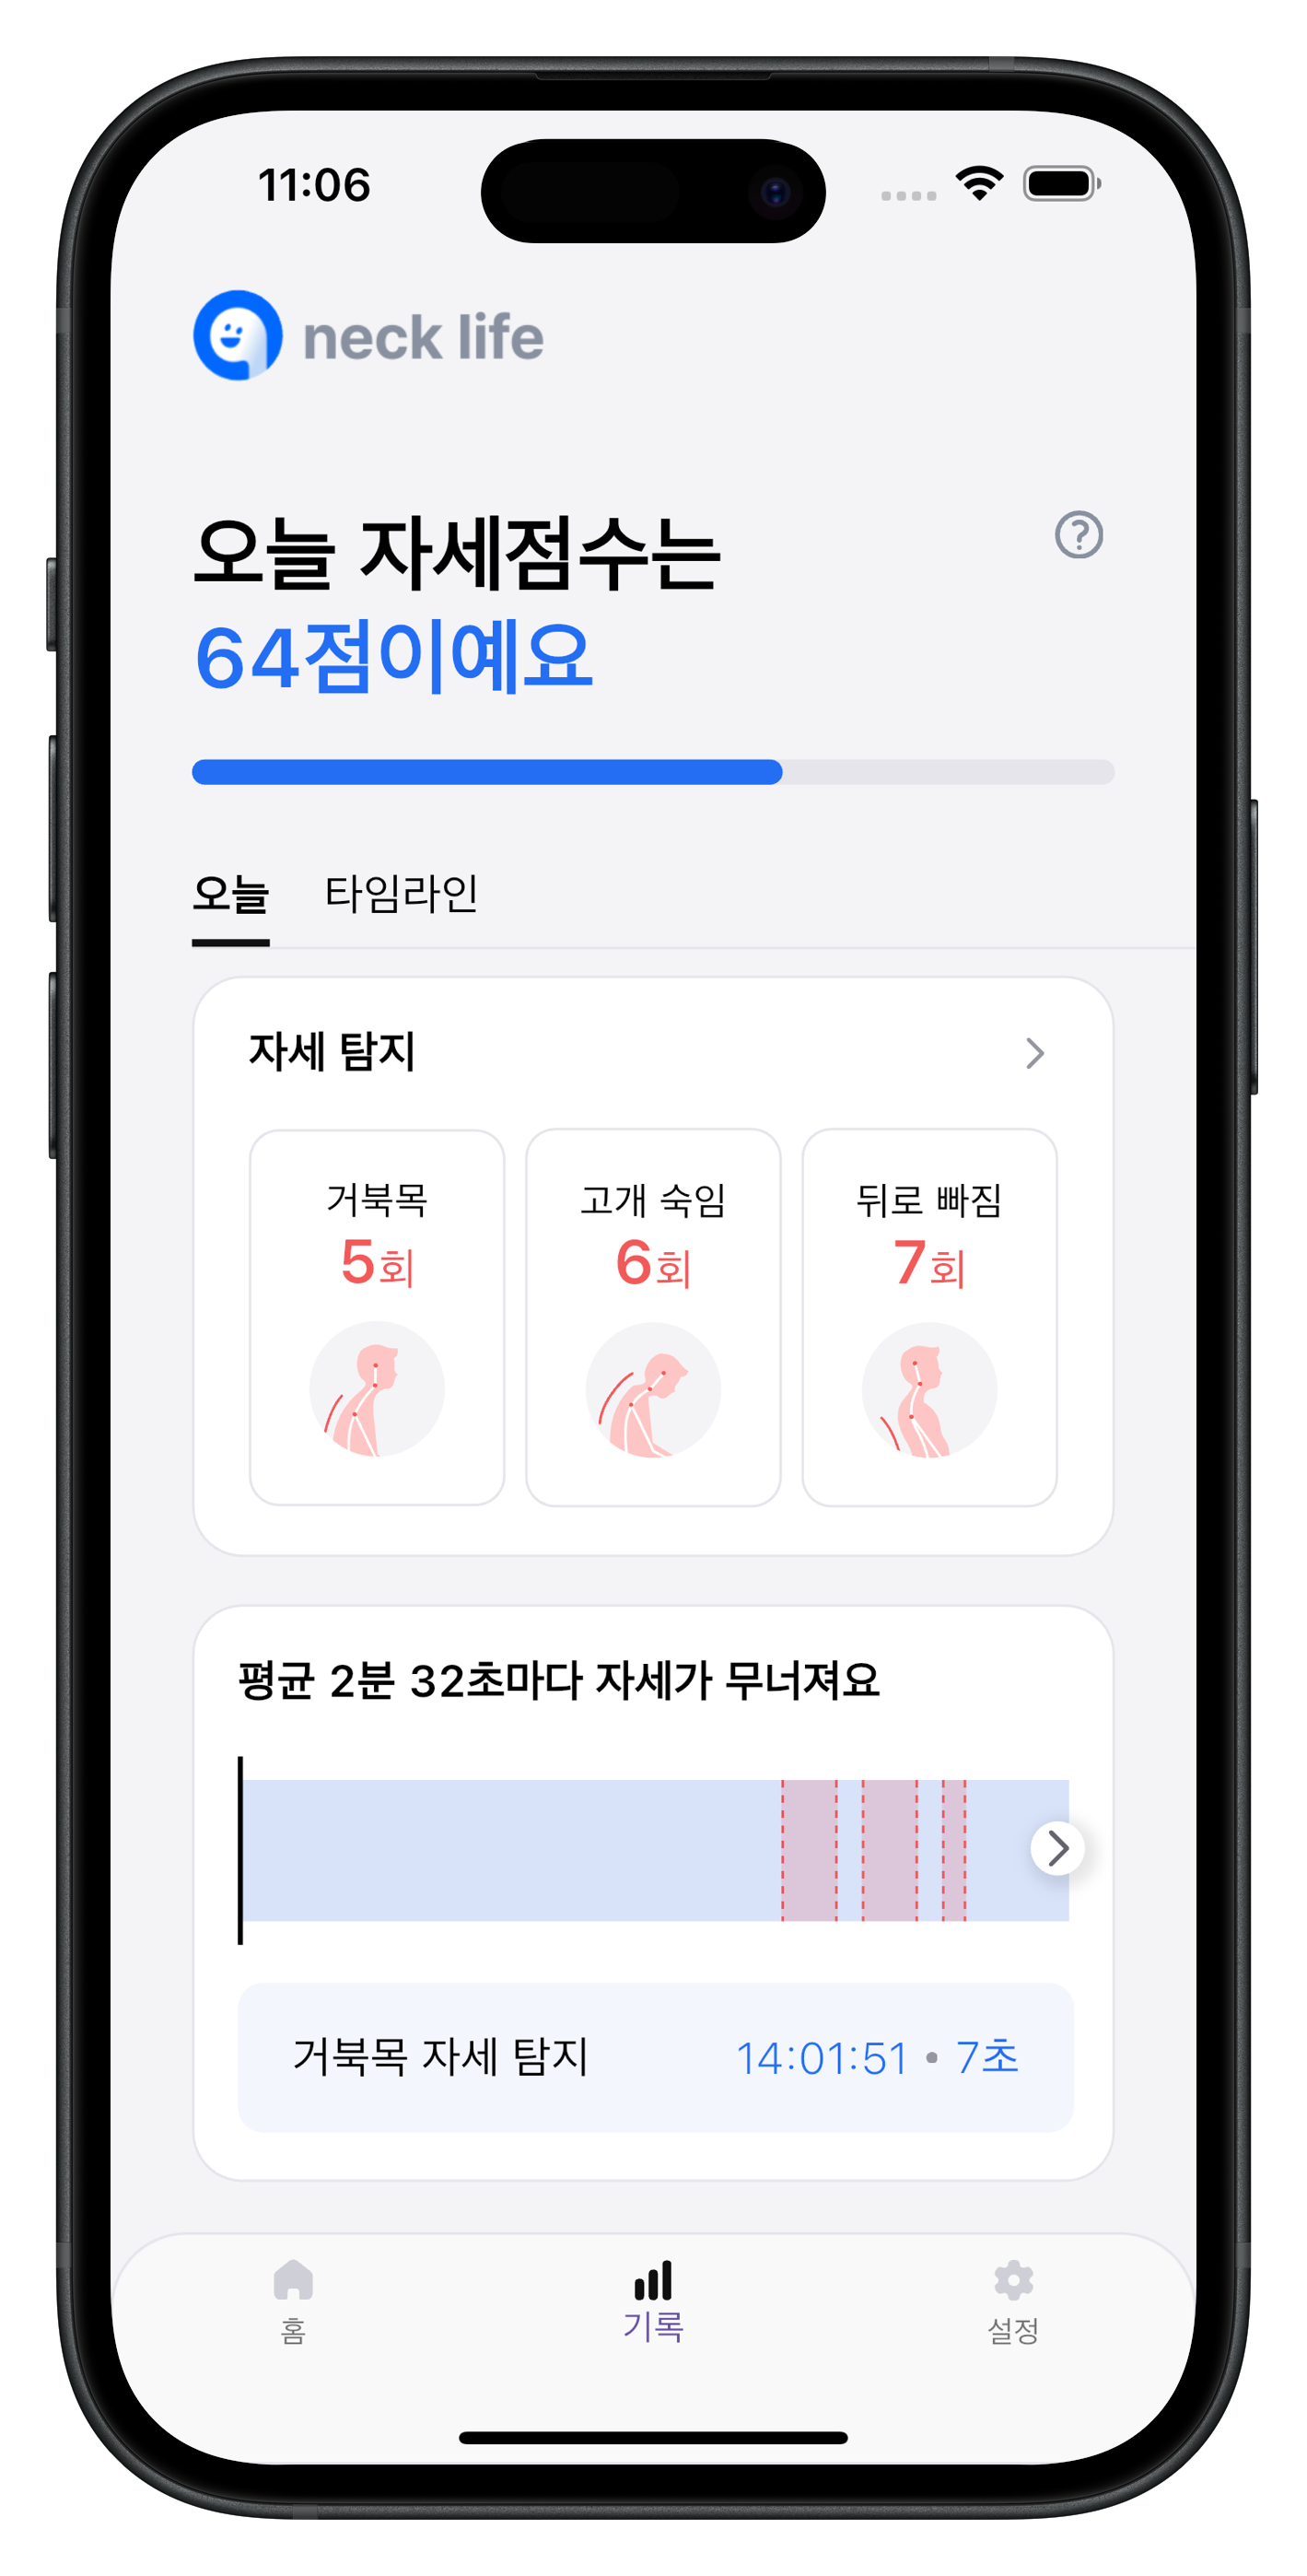 11:06
neck life
오늘 자세점수는
64점이예요
오늘 타임라인
자세 탐지
거북목 고개 숙임 뒤로 빠짐
5회 6회 7회
평균 2분 32초마다 자세가 무너져요
거북목 자세 탐지 14:01:51 • 7초
홈 기록 설정